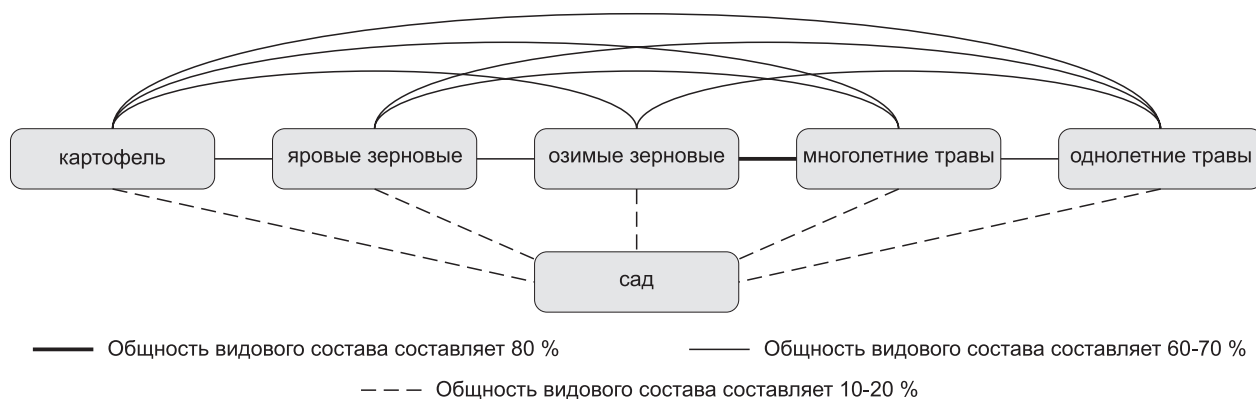 картофель яровые зерновые озимые зерновые многолетние травы однолетние травы
сад
Общность видового состава составляет 80 % Общность видового состава составляет 60-70 %
Общность видового состава составляет 10-20 %